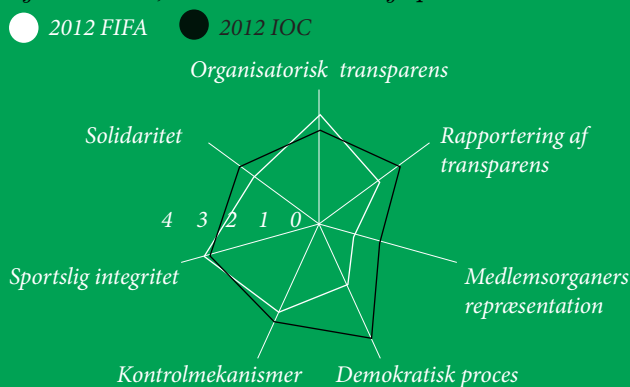 2012 FIFA 2012 IOC
Organisatorisk transparens
Solidaritet
Rapportering af
transparens
4 3 2 1 0
Sportslig integritet
Medlemsorganers
repræsentation
Kontrolmekanismer
Demokratisk proces